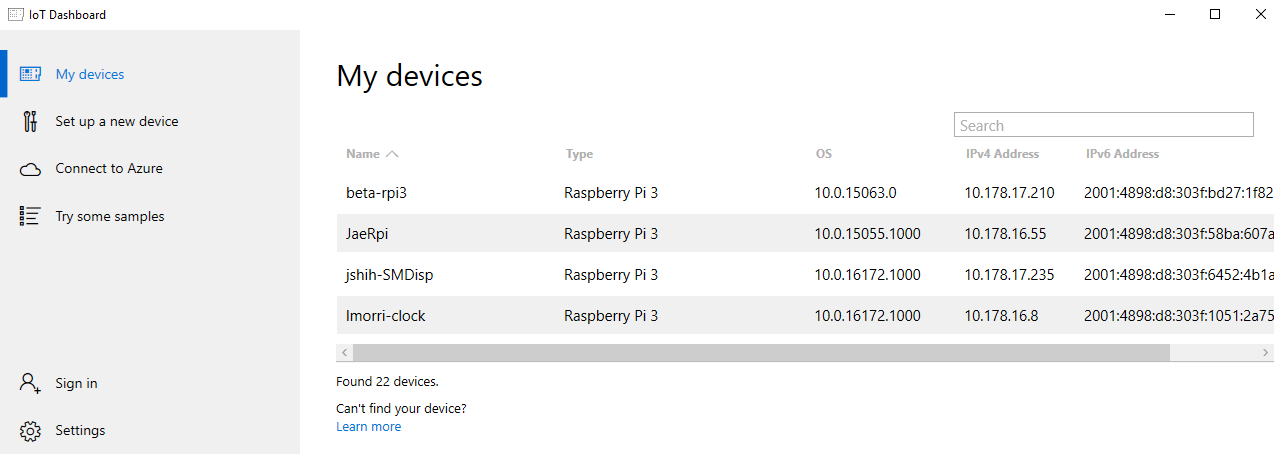 IoT Dashboard
My devices
Set up a new device
Connect to Azure
Try some samples
Sign in
Settings
My devices
Search
Name Type OS IPv4 Address IPv6 Address
beta-rpi3 Raspberry Pi 3 10.0.15063.0 10.178.17.210 2001:4898:d8:303f:bd27:1f82
JaeRpi Raspberry Pi 3 10.0.15055.1000 10.178.16.55 2001:4898:d8:303f:58ba:607a
jshih-SMDisp Raspberry Pi 3 10.0.16172.1000 10.178.17.235 2001:4898:d8:303f:6452:4b1a
lmorri-clock Raspberry Pi 3 10.0.16172.1000 10.178.16.8 2001:4898:d8:303f:1051:2a75
Found 22 devices.
Can't find your device?
Learn more